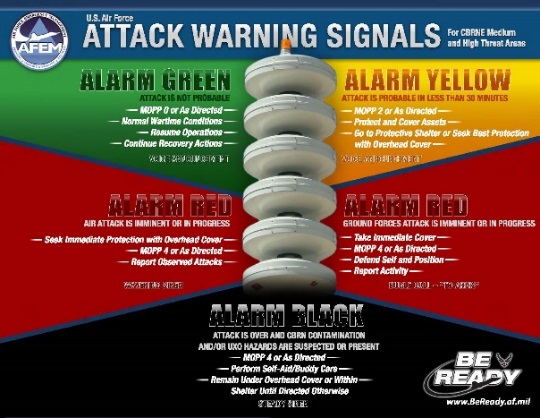 U.S. Air Force
ATTACK WARNING SIGNALS
For CBRNE Medium
and High Threat Areas
AFEM
ALARM GREEN
ATTACK IS NOT PROBABLE
MOPP 0 or As Directed
Normal Wartime Conditions
Resume Operations
Continue Recovery Actions
ALARM YELLOW
ATTACK IS PROBABLE IN LESS THAN 30 MINUTES
MOPP 2 or As Directed
Protect and Cover Assets
Go to Protective Shelter or Seek Best Protection
with Overhead Cover
ALARM RED
AIR ATTACK IS IMMINENT OR IN PROGRESS
Seek Immediate Protection with Overhead Cover
MOPP 4 or As Directed
Report Observed Attacks
ALARM RED
GROUND FORCES ATTACK IS IMMINENT OR IN PROGRESS
Take Immediate Cover
MOPP 4 or As Directed
Defend Self and Position
Report Activity
ALARM BLACK
ATTACK IS OVER AND CBRN CONTAMINATION
AND/OR UXO HAZARDS ARE SUSPECTED OR PRESENT
MOPP 4 or As Directed
Perform Self-Aid/Buddy Care
Remain Under Overhead Cover or Within
Shelter Until Directed Otherwise
BE
READY
www.BeReady.af.mil